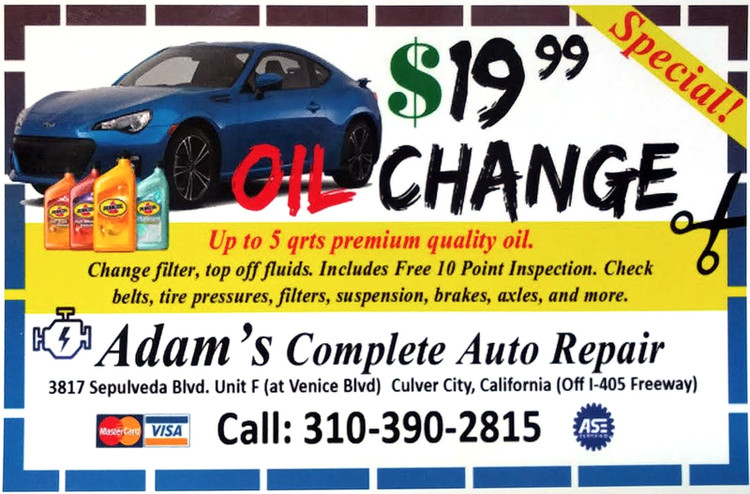 Special!
$19 99
OIL CHANGE
PENNZOIL
Up to 5 qrts premium quality oil.
Change filter, top off fluids. Includes Free 10 Point Inspection. Check
belts, tire pressures, filters, suspension, brakes, axles, and more.
Adam's Complete Auto Repair
3817 Sepulveda Blvd. Unit F (at Venice Blvd) Culver City, California (Off I-405 Freeway)
MasterCard VISA Call: 310-390-2815 ASE
CERTIFIED